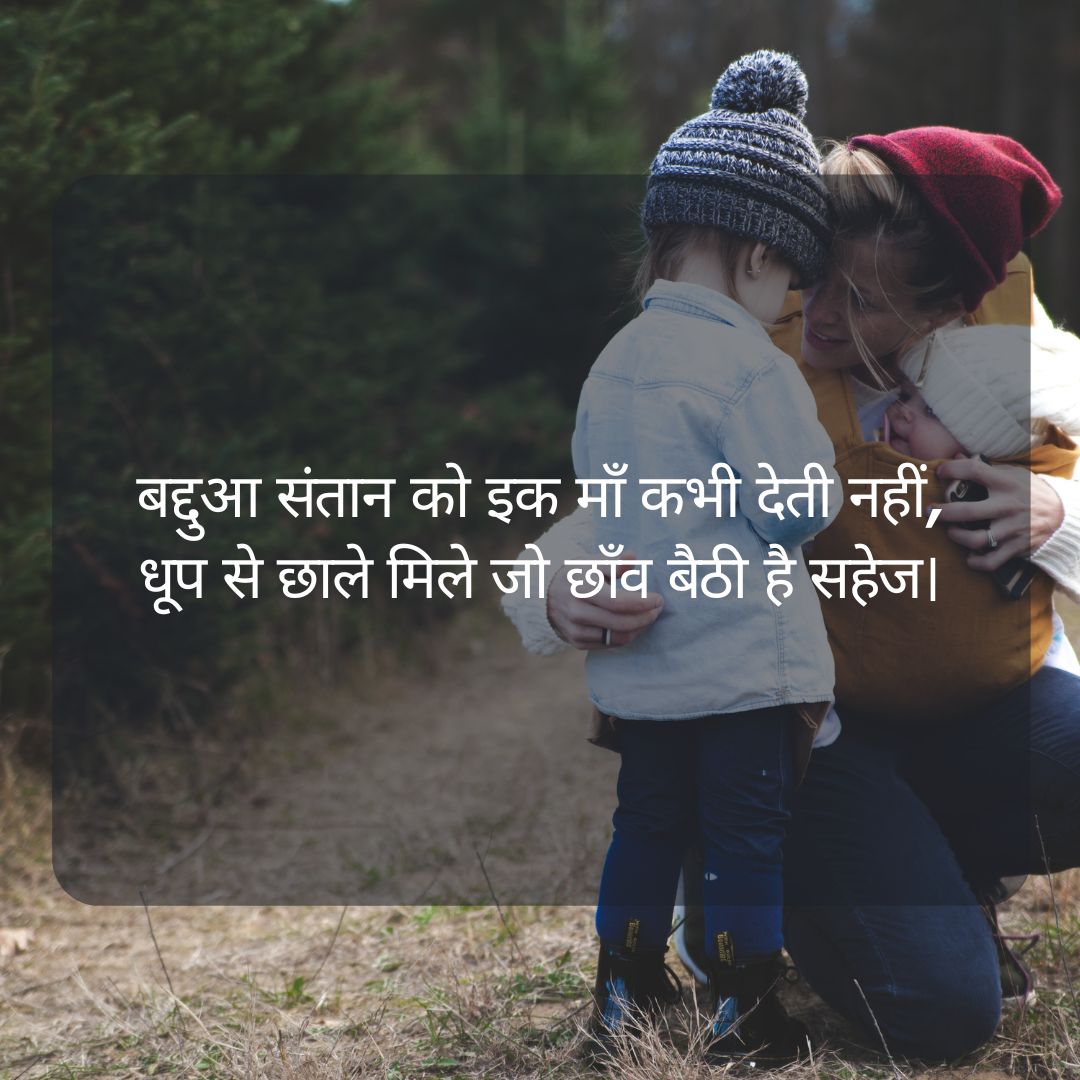 बद्दुआ संतान को इक माँ कभी देती नहीं,
धूप से छाले मिले जो छाँव बैठी है सहेज।